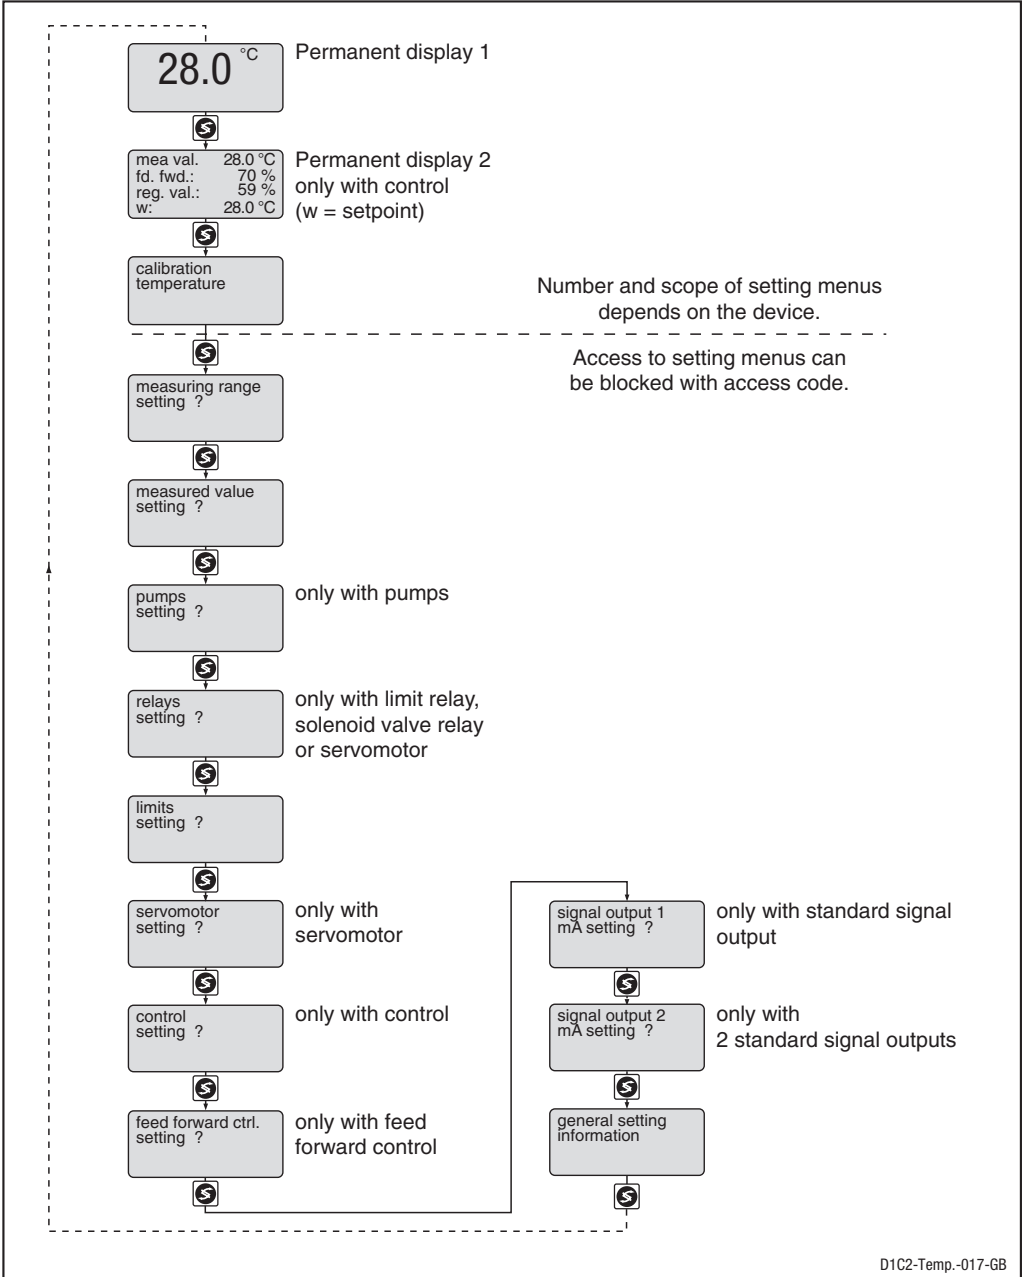 28.0 °C
Permanent display 1
mea val. 28.0 °C
fd. fwd.: 70 %
reg. val.: 59 %
w: 28.0 °C
Permanent display 2
only with control
(w = setpoint)
calibration
temperature
Number and scope of setting menus
depends on the device.
Access to setting menus can
be blocked with access code.
measuring range
setting ?
measured value
setting ?
pumps
setting ?
only with pumps
relays
setting ?
only with limit relay,
solenoid valve relay
or servomotor
limits
setting ?
servomotor
setting ?
only with
servomotor
control
setting ?
only with control
feed forward ctrl.
setting ?
only with feed
forward control
signal output 1
mA setting ?
only with standard signal
output
signal output 2
mA setting ?
only with
2 standard signal outputs
general setting
information
D1C2-Temp.-017-GB